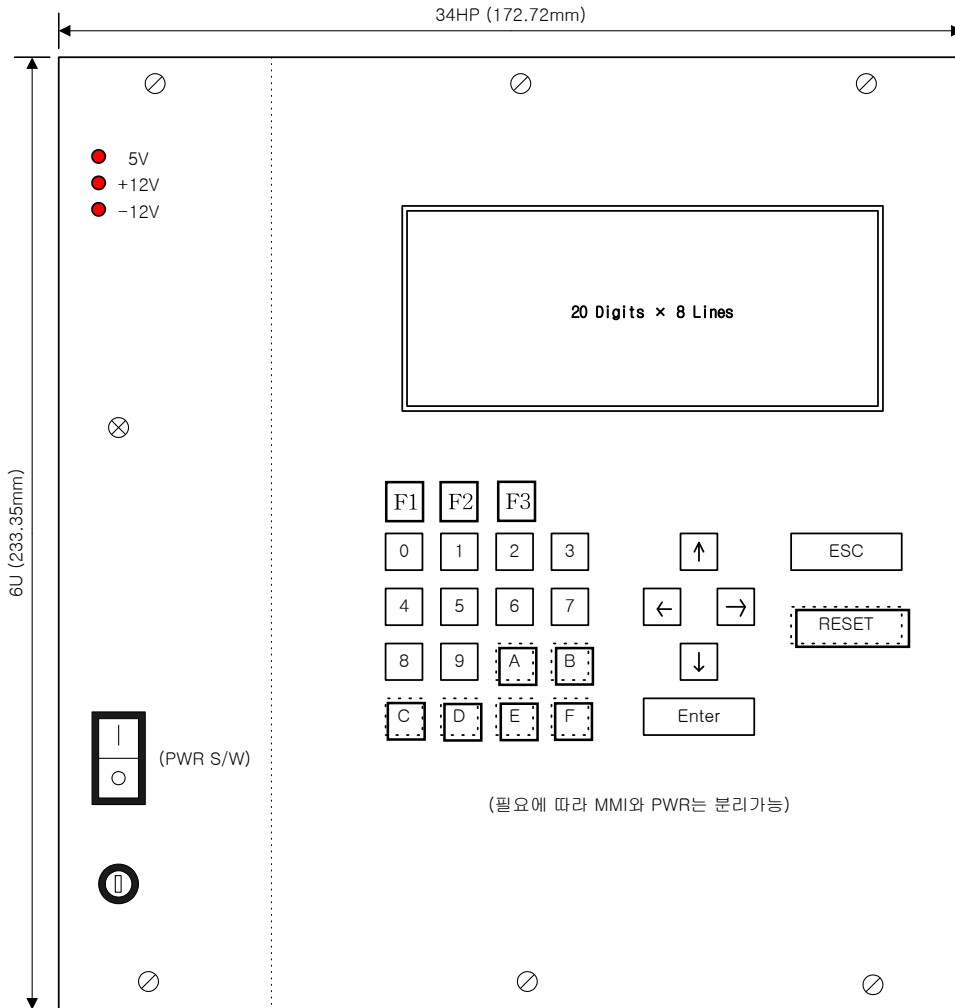 34HP (172.72mm)
6U (233.35mm)
5V
+12V
-12V
20 Digits × 8 Lines
F1 F2 F3
0 1 2 3 ↑ ESC
4 5 6 7 ← → RESET
8 9 A B ↓
C D E F Enter
(PWR S/W)
(필요에 따라 MMI와 PWR는 분리가능)